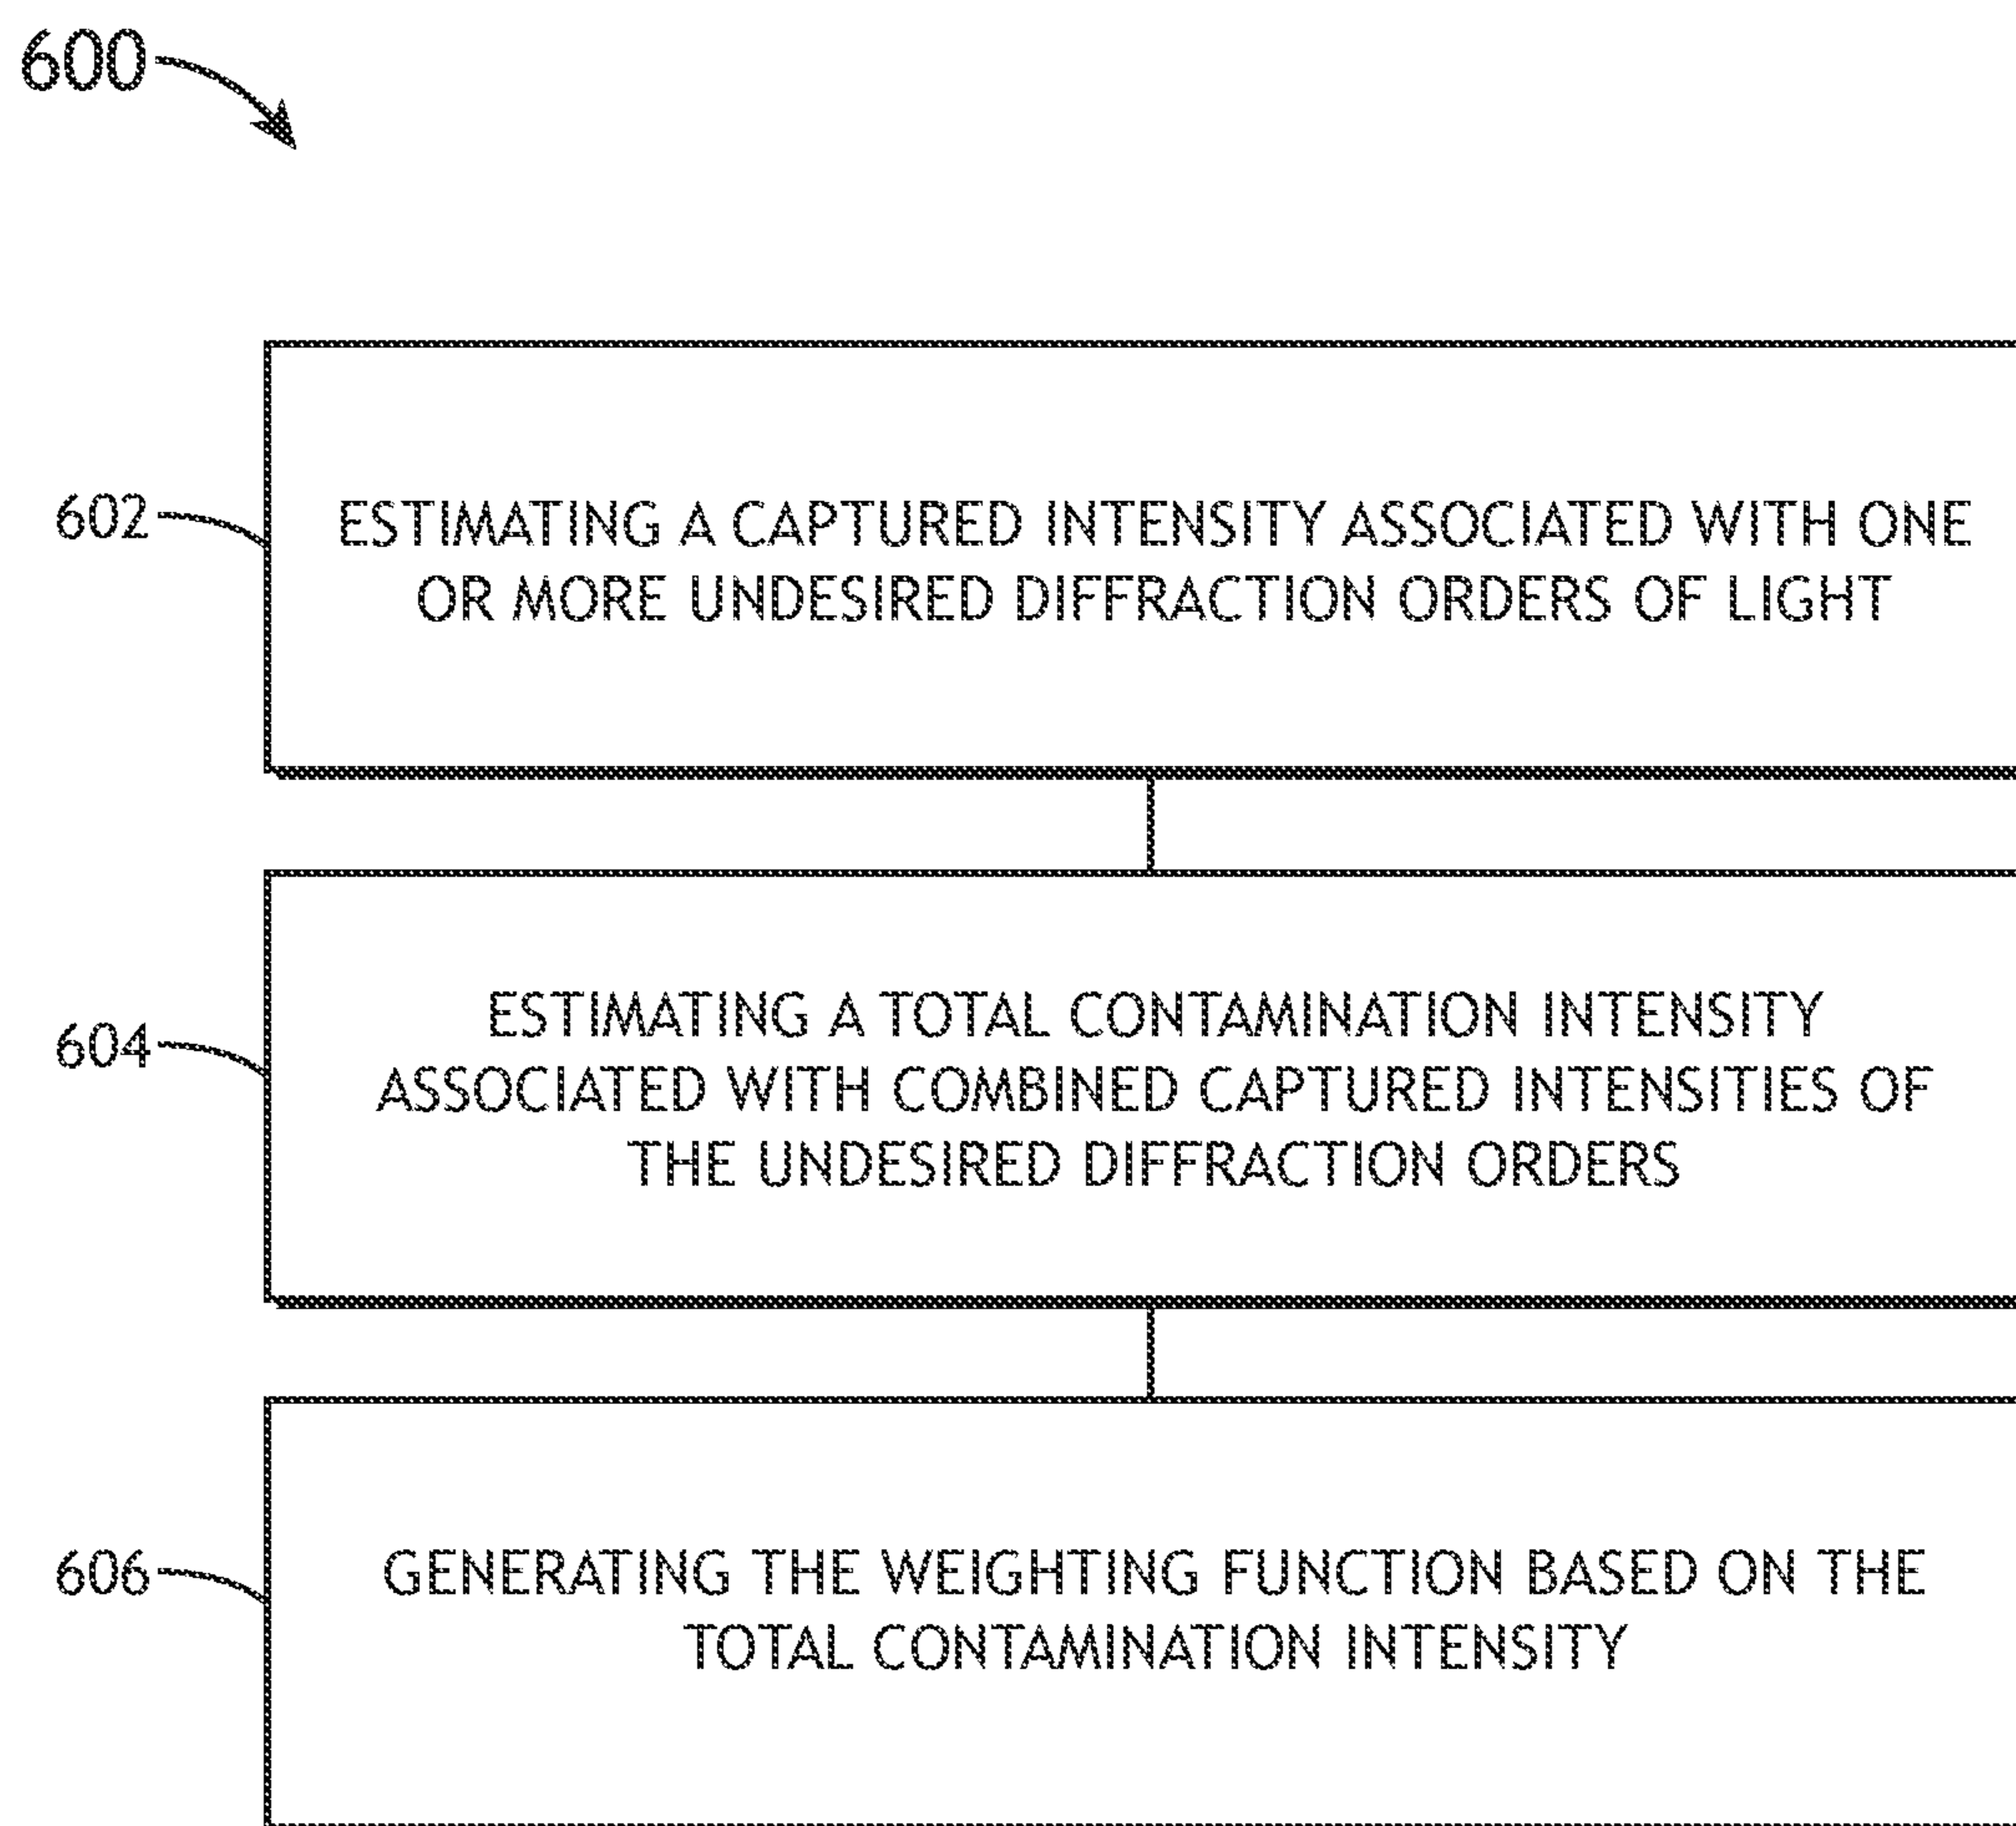 600
602
ESTIMATING A CAPTURED INTENSITY ASSOCIATED WITH ONE
OR MORE UNDESIRED DIFFRACTION ORDERS OF LIGHT
604
ESTIMATING A TOTAL CONTAMINATION INTENSITY
ASSOCIATED WITH COMBINED CAPTURED INTENSITIES OF
THE UNDESIRED DIFFRACTION ORDERS
606
GENERATING THE WEIGHTING FUNCTION BASED ON THE
TOTAL CONTAMINATION INTENSITY